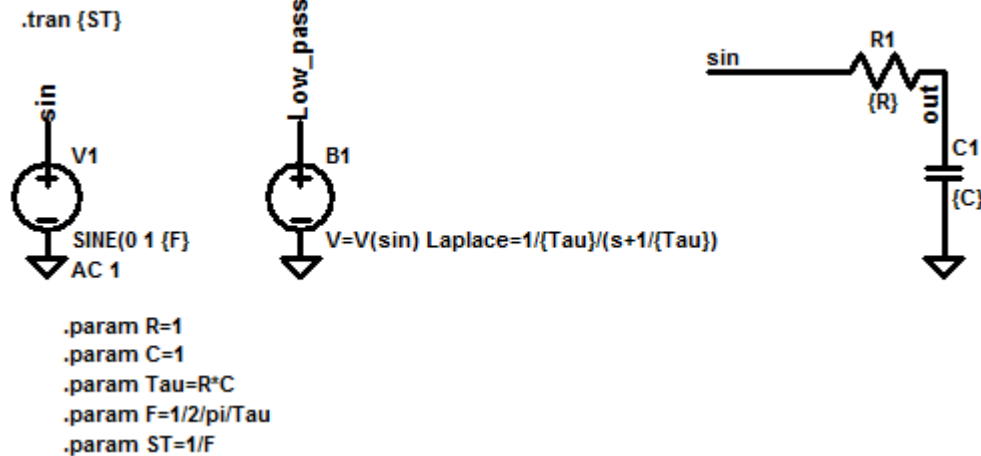 .tran {ST}
Low_pass
sin
V1
SINE(0 1 {F}
AC 1
B1
V=V(sin) Laplace=1/{Tau}/(s+1/{Tau})
sin
R1
{R}
out
C1
{C}
.param R=1
.param C=1
.param Tau=R*C
.param F=1/2/pi/Tau
.param ST=1/F